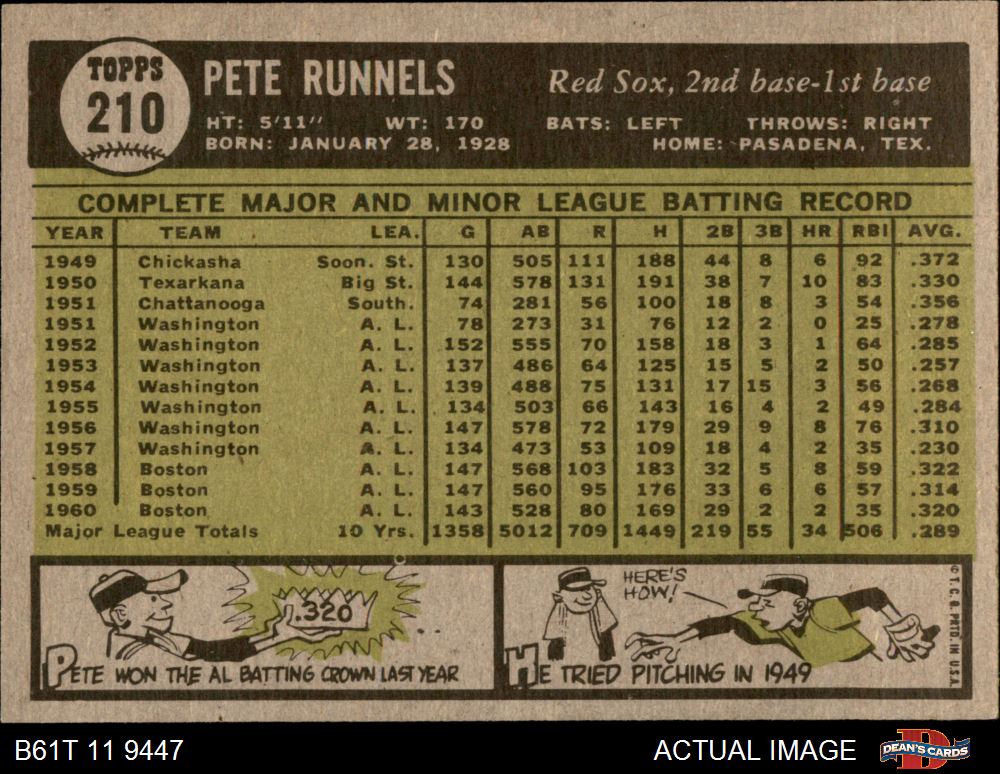 TOPPS
210
PETE RUNNELS Red Sox, 2nd base-1st base
HT: 5'11" WT: 170 BATS: LEFT THROWS: RIGHT
BORN: JANUARY 28, 1928 HOME: PASADENA, TEX.
COMPLETE MAJOR AND MINOR LEAGUE BATTING RECORD
YEAR TEAM LEA. G AB R H 2B 3B HR RBI AVG.
1949 Chickasha Soon. St. 130 505 111 188 44 8 6 92 .372
1950 Texarkana Big St. 144 578 131 191 38 7 10 83 .330
1951 Chattanooga South. 74 281 56 100 18 8 3 54 .356
1951 Washington A. L. 78 273 31 76 12 2 0 25 .278
1952 Washington A. L. 152 555 70 158 18 3 1 64 .285
1953 Washington A. L. 137 486 64 125 15 5 2 50 .257
1954 Washington A. L. 139 488 75 131 17 15 3 56 .268
1955 Washington A. L. 134 503 66 143 16 4 2 49 .284
1956 Washington A. L. 147 578 72 179 29 9 8 76 .310
1957 Washington A. L. 134 473 53 109 18 4 2 35 .230
1958 Boston A. L. 147 568 103 183 32 5 8 59 .322
1959 Boston A. L. 147 560 95 176 33 6 6 57 .314
1960 Boston A. L. 143 528 80 169 29 2 2 35 .320
Major League Totals 10 Yrs. 1358 5012 709 1449 219 55 34 506 .289
.320
PETE WON THE AL BATTING CROWN LAST YEAR
HERE'S
HOW!
HE TRIED PITCHING IN 1949
© T. C. G. PRTD. IN U.S.A.
B61T 11 9447 ACTUAL IMAGE DEAN'S CARDS